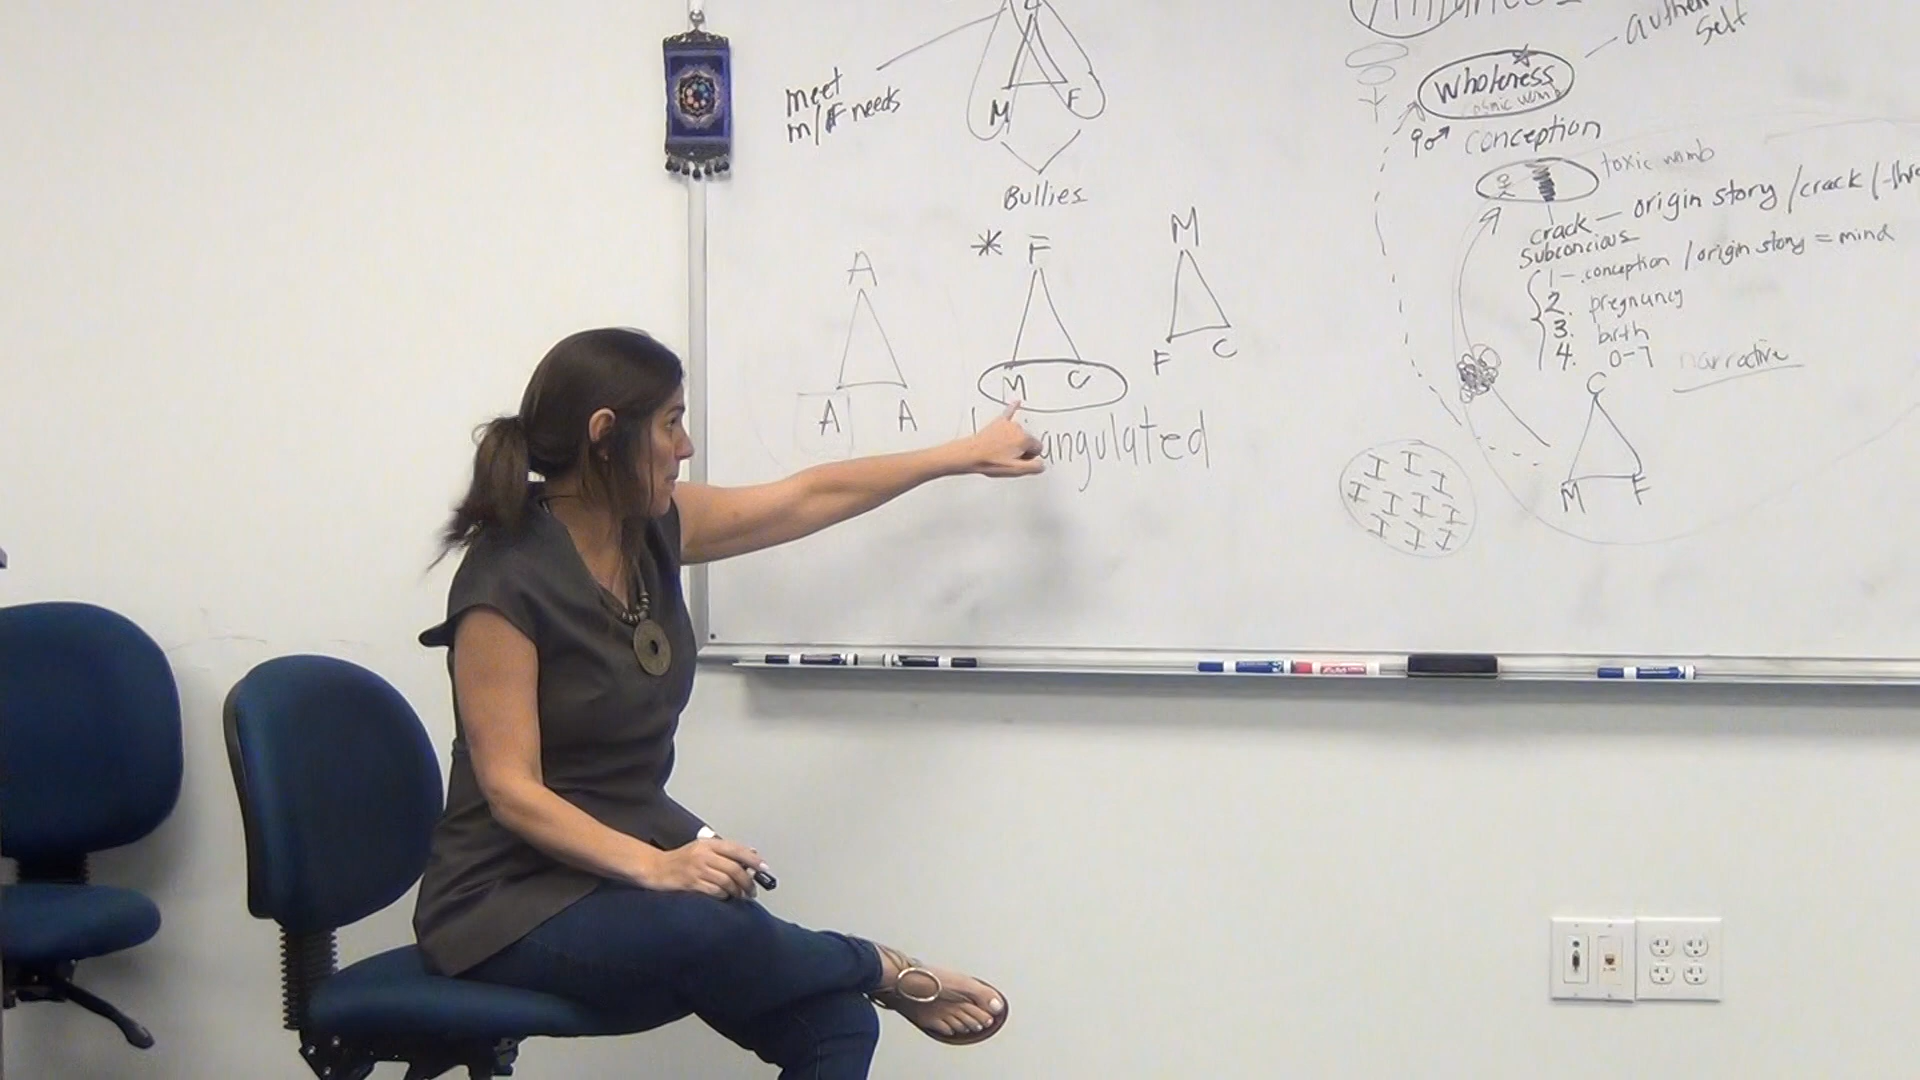 meet
m/F needs
M F
Bullies
A
A A
* F
M C
angulated
M
F C
self
wholeness
conception
toxic womb
crack – origin story / crack /
subconcious
1 – conception / origin story = mind
2. pregnancy
3. birth
4. 0-7 narrative
C
M F
I I I
I I I I
I I I